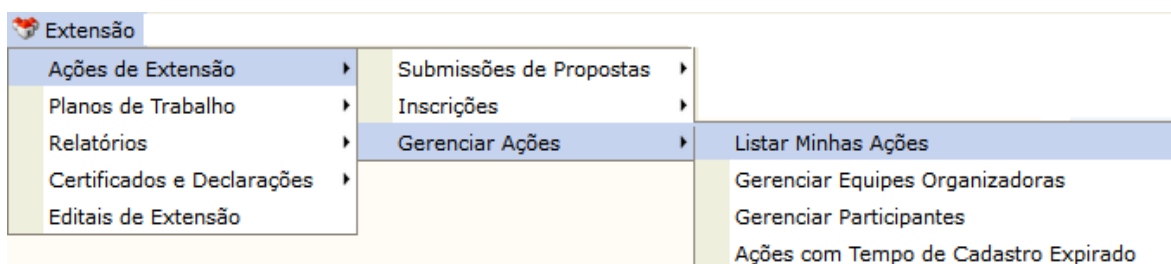 Extensão
Ações de Extensão
Planos de Trabalho
Relatórios
Certificados e Declarações
Editais de Extensão
Submissões de Propostas
Inscrições
Gerenciar Ações
Listar Minhas Ações
Gerenciar Equipes Organizadoras
Gerenciar Participantes
Ações com Tempo de Cadastro Expirado